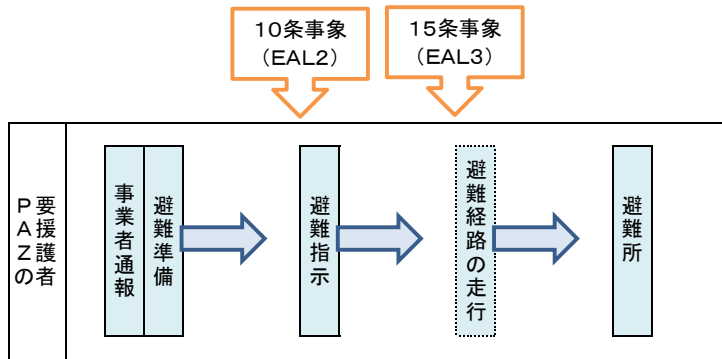 10条事象
(EAL2)
15条事象
(EAL3)
PAZの
要援護者
事業者通報
避難準備
避難指示
避難経路の走行
避難所